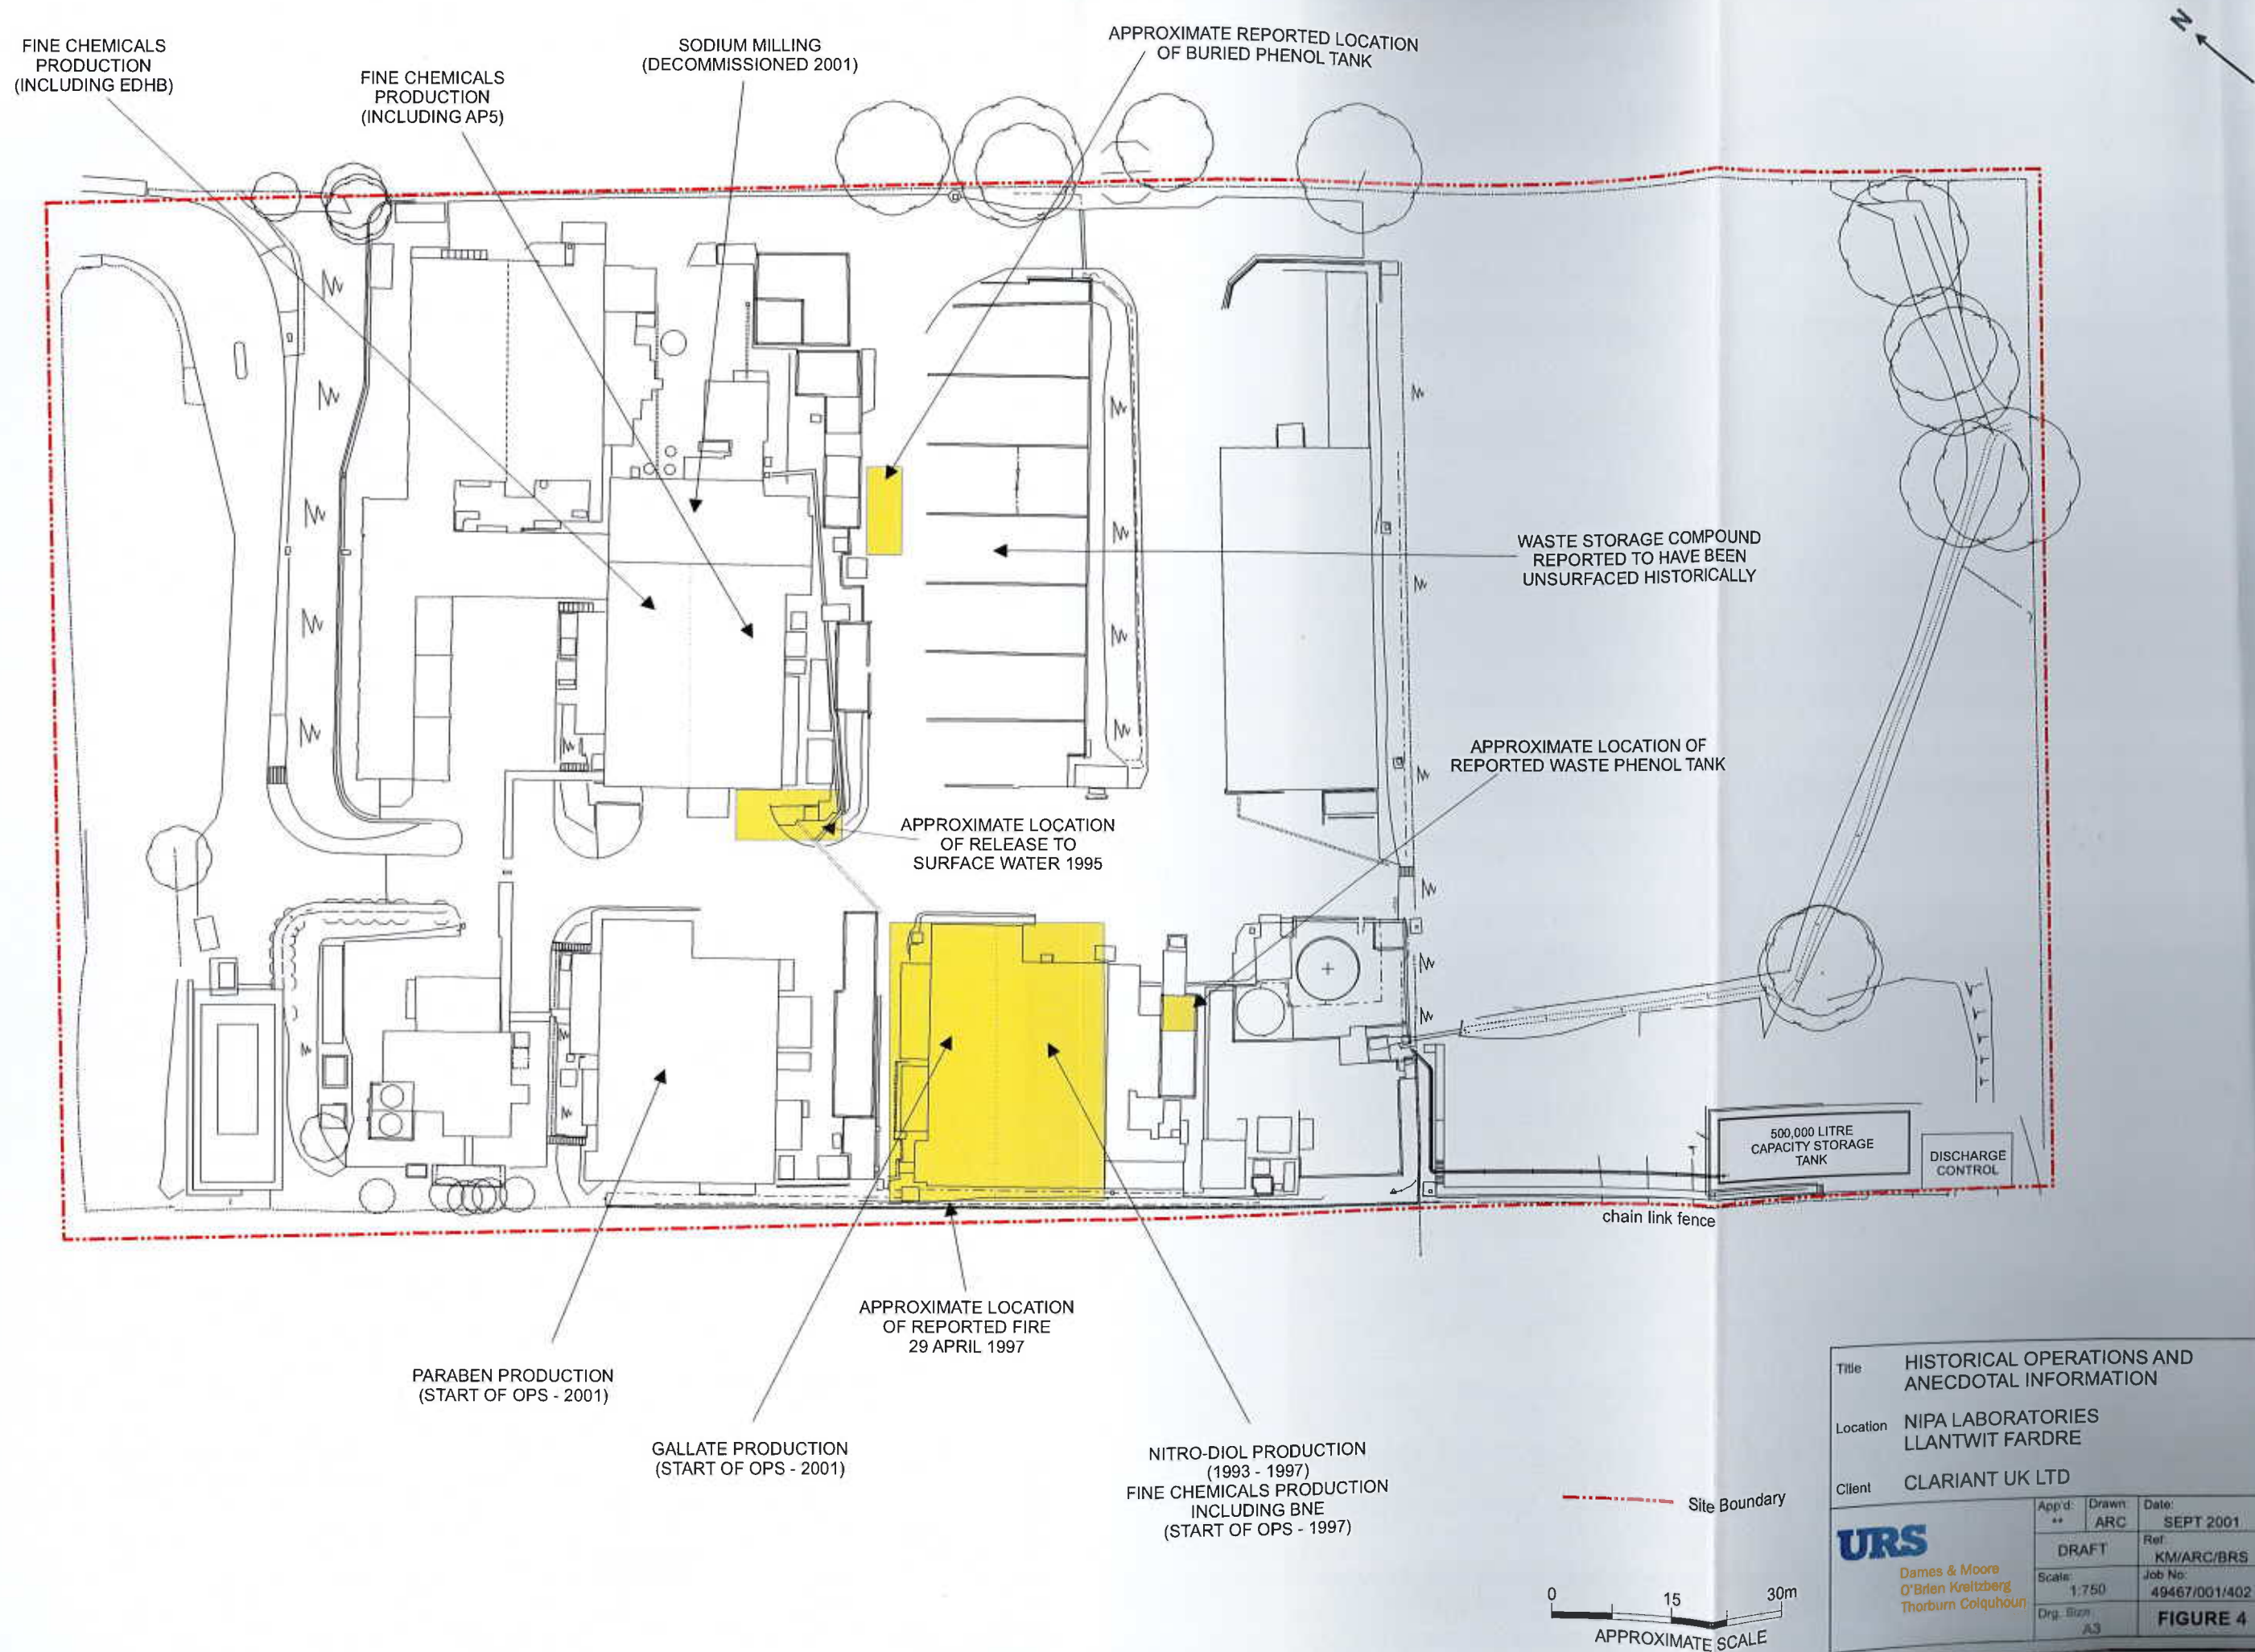 N
FINE CHEMICALS
PRODUCTION
(INCLUDING EDHB)
FINE CHEMICALS
PRODUCTION
(INCLUDING AP5)
SODIUM MILLING
(DECOMMISSIONED 2001)
APPROXIMATE REPORTED LOCATION
OF BURIED PHENOL TANK
WASTE STORAGE COMPOUND
REPORTED TO HAVE BEEN
UNSURFACED HISTORICALLY
APPROXIMATE LOCATION OF
REPORTED WASTE PHENOL TANK
APPROXIMATE LOCATION
OF RELEASE TO
SURFACE WATER 1995
500,000 LITRE
CAPACITY STORAGE
TANK
DISCHARGE
CONTROL
chain link fence
APPROXIMATE LOCATION
OF REPORTED FIRE
29 APRIL 1997
PARABEN PRODUCTION
(START OF OPS - 2001)
GALLATE PRODUCTION
(START OF OPS - 2001)
NITRO-DIOL PRODUCTION
(1993 - 1997)
FINE CHEMICALS PRODUCTION
INCLUDING BNE
(START OF OPS - 1997)
Site Boundary
0 15 30m
APPROXIMATE SCALE
Title HISTORICAL OPERATIONS AND
ANECDOTAL INFORMATION
Location NIPA LABORATORIES
LLANTWIT FARDRE
Client CLARIANT UK LTD
URS
Dames & Moore
O'Brien Kreitzberg
Thorburn Colquhoun
App'd: **
Drawn: ARC
Date: SEPT 2001
DRAFT
Ref: KM/ARC/BRS
Scale: 1:750
Job No: 49467/001/402
Drg. Size: A3
FIGURE 4